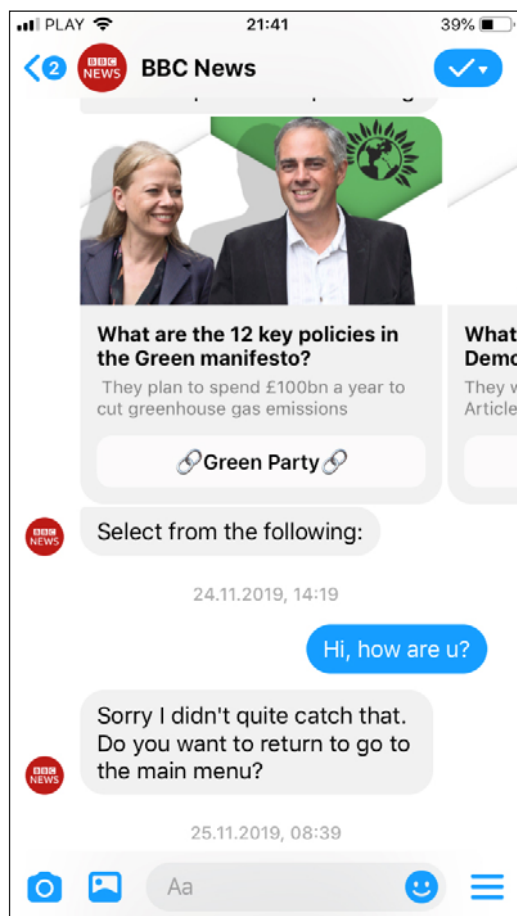 PLAY 21:41 39%
2 BBC NEWS BBC News
What are the 12 key policies in
the Green manifesto?
They plan to spend £100bn a year to
cut greenhouse gas emissions
🔗Green Party🔗
What
Demo
They w
Article
BBC NEWS
Select from the following:
24.11.2019, 14:19
Hi, how are u?
Sorry I didn't quite catch that.
Do you want to return to go to
the main menu?
BBC NEWS
25.11.2019, 08:39
Aa